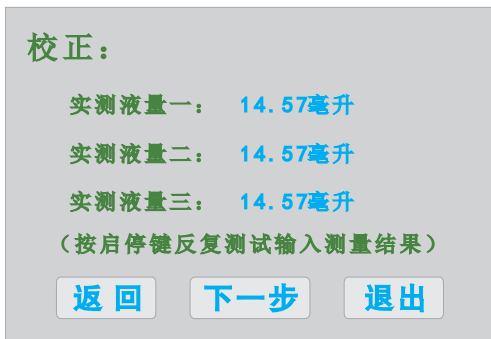 校正：
实测液量一： 14.57毫升
实测液量二： 14.57毫升
实测液量三： 14.57毫升
（按启停键反复测试输入测量结果）
返回 下一步 退出